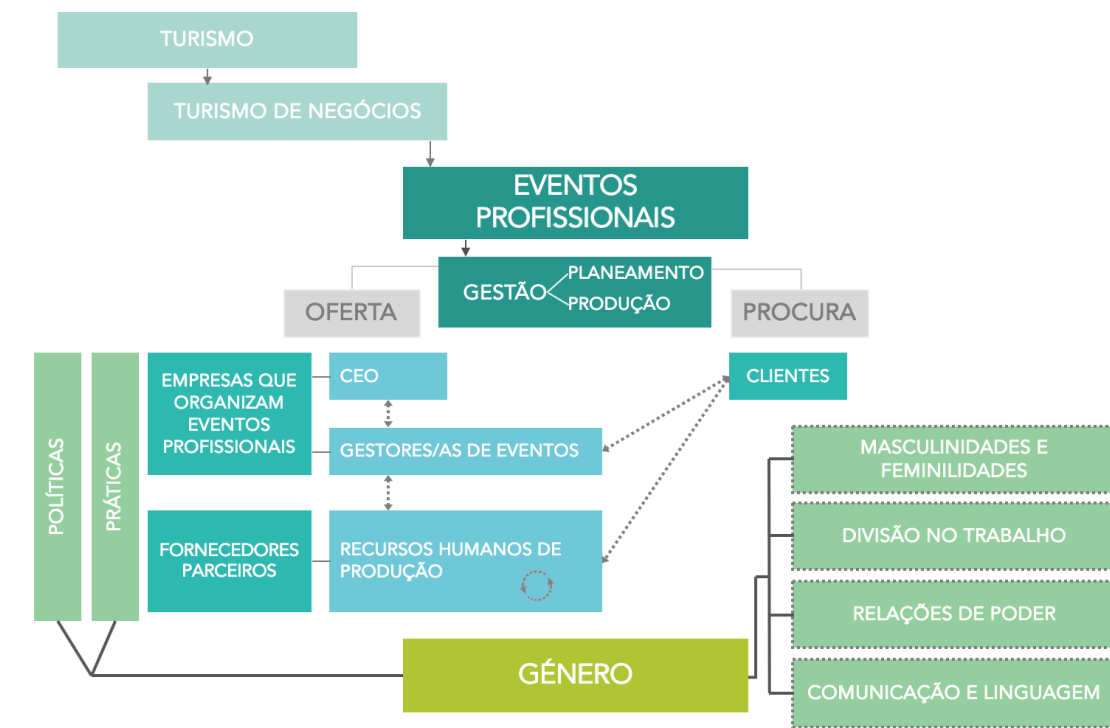 TURISMO
TURISMO DE NEGÓCIOS
EVENTOS
PROFISSIONAIS
GESTÃO
PLANEAMENTO
PRODUÇÃO
OFERTA
PROCURA
POLÍTICAS
PRÁTICAS
EMPRESAS QUE
ORGANIZAM
EVENTOS
PROFISSIONAIS
CEO
GESTORES/AS DE EVENTOS
CLIENTES
FORNECEDORES
PARCEIROS
RECURSOS HUMANOS DE
PRODUÇÃO
MASCULINIDADES E
FEMINILIDADES
DIVISÃO NO TRABALHO
RELAÇÕES DE PODER
COMUNICAÇÃO E LINGUAGEM
GÉNERO